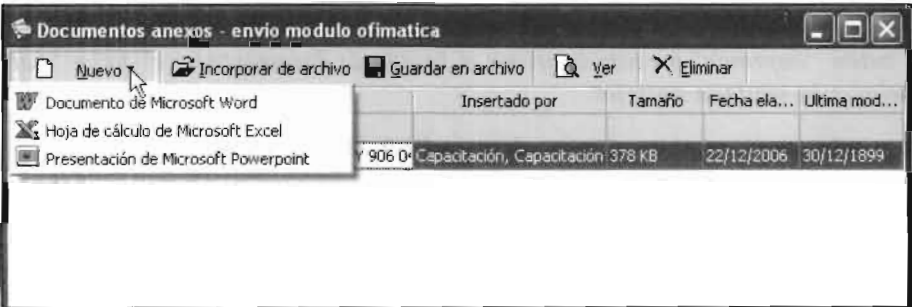 Documentos anexos - envio modulo ofimatica
Nuevo Incorporar de archivo Guardar en archivo Ver Eliminar
Insertado por Tamaño Fecha ela... Ultima mod...
Documento de Microsoft Word
Hoja de cálculo de Microsoft Excel
Presentación de Microsoft Powerpoint
906 Capacitación, Capacitación 378 KB 22/12/2006 30/12/1899